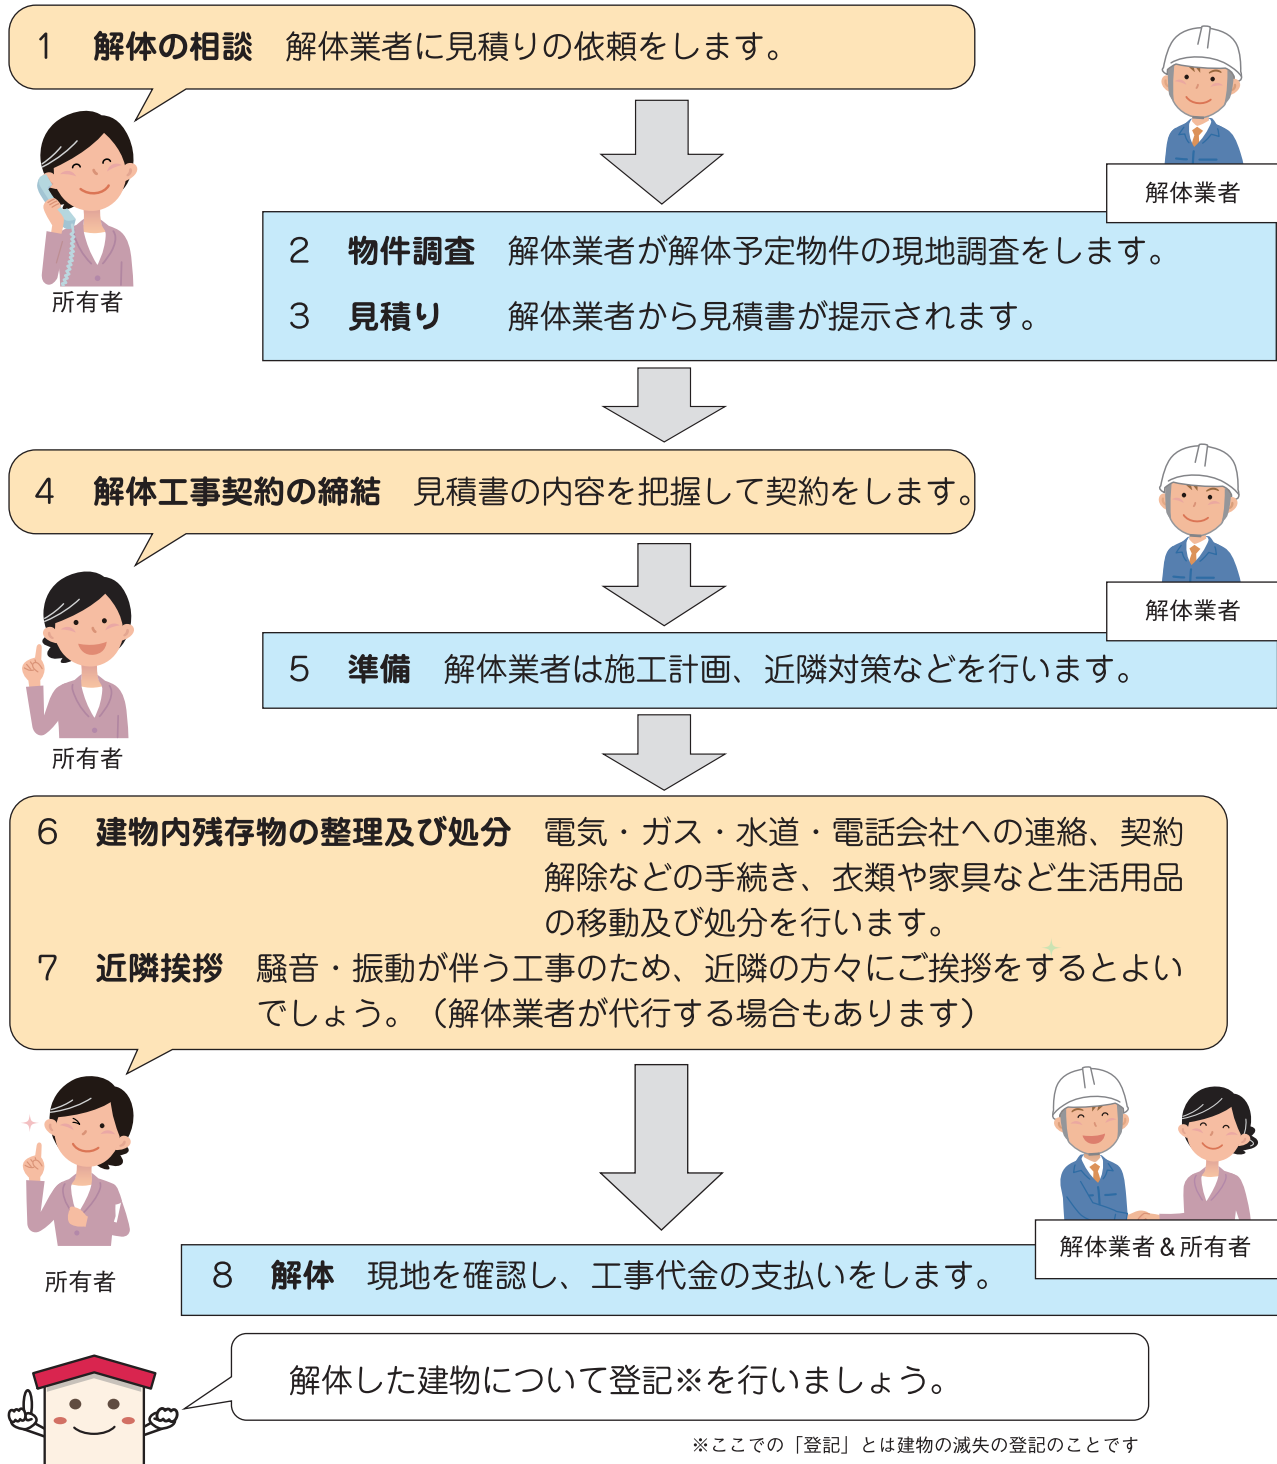 1 解体の相談 解体業者に見積りの依頼をします。
解体業者
所有者
2 物件調査 解体業者が解体予定物件の現地調査をします。
3 見積り 解体業者から見積書が提示されます。
4 解体工事契約の締結 見積書の内容を把握して契約をします。
解体業者
所有者
5 準備 解体業者は施工計画、近隣対策などを行います。
6 建物内残存物の整理及び処分 電気・ガス・水道・電話会社への連絡、契約
解除などの手続き、衣類や家具など生活用品
の移動及び処分を行います。
7 近隣挨拶 騒音・振動が伴う工事のため、近隣の方々にご挨拶をするとよい
でしょう。（解体業者が代行する場合もあります）
所有者
解体業者&所有者
8 解体 現地を確認し、工事代金の支払いをします。
解体した建物について登記※を行いましょう。
※ここでの「登記」とは建物の滅失の登記のことです